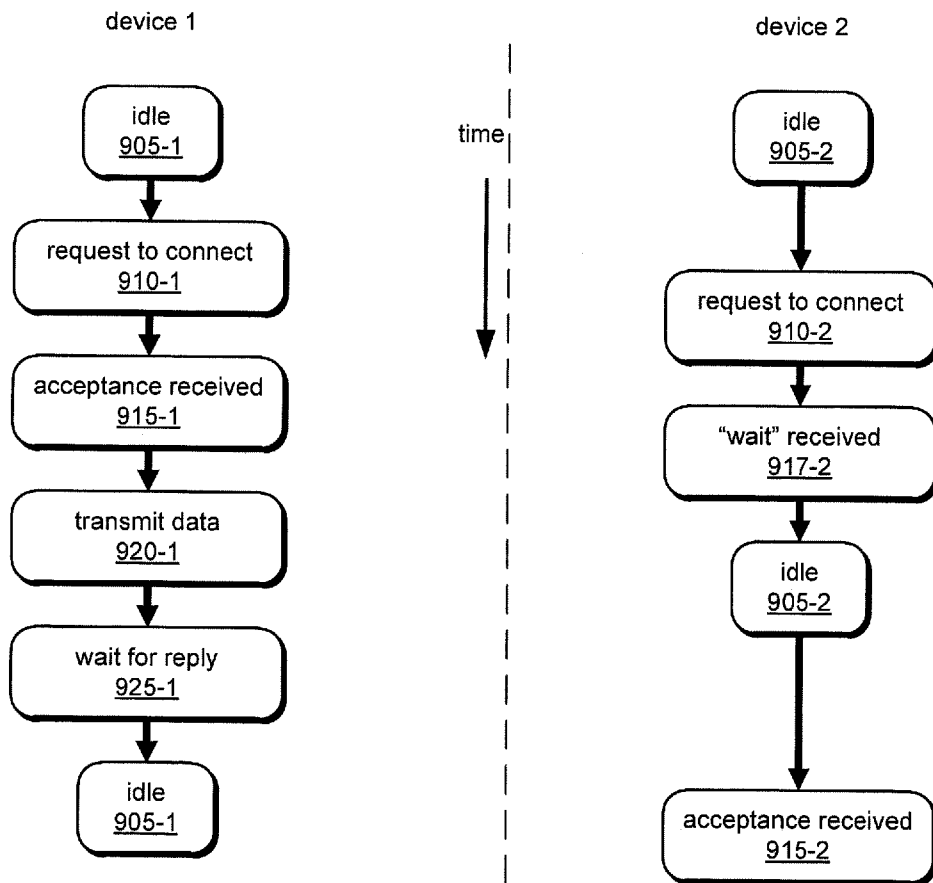 device 1
idle
905-1
request to connect
910-1
acceptance received
915-1
transmit data
920-1
wait for reply
925-1
idle
905-1
time
device 2
idle
905-2
request to connect
910-2
“wait” received
917-2
idle
905-2
acceptance received
915-2